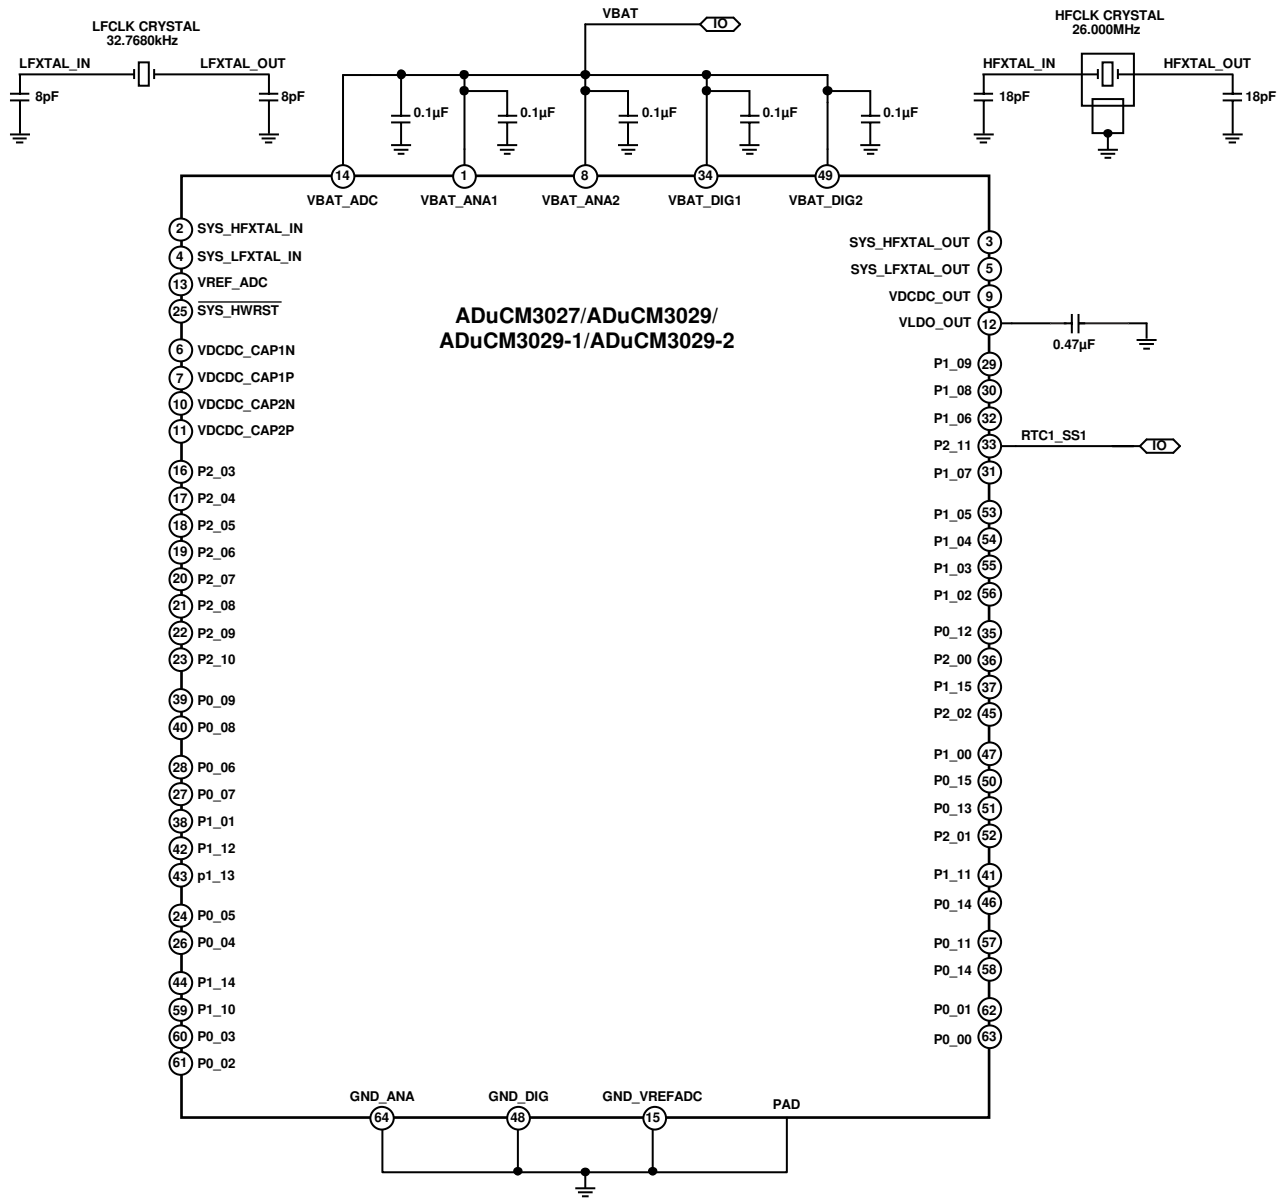 LFCLK CRYSTAL
32.7680kHz
LFXTAL_IN
LFXTAL_OUT
8pF
8pF
VBAT
IO
HFCLK CRYSTAL
26.000MHz
HFXTAL_IN
HFXTAL_OUT
18pF
18pF
0.1µF
0.1µF
0.1µF
0.1µF
0.1µF
14
1
8
34
49
VBAT_ADC
VBAT_ANA1
VBAT_ANA2
VBAT_DIG1
VBAT_DIG2
ADuCM3027/ADuCM3029/
ADuCM3029-1/ADuCM3029-2
2 SYS_HFXTAL_IN
4 SYS_LFXTAL_IN
13 VREF_ADC
25 SYS_HWRST
6 VDCDC_CAP1N
7 VDCDC_CAP1P
10 VDCDC_CAP2N
11 VDCDC_CAP2P
16 P2_03
17 P2_04
18 P2_05
19 P2_06
20 P2_07
21 P2_08
22 P2_09
23 P2_10
39 P0_09
40 P0_08
28 P0_06
27 P0_07
38 P1_01
42 P1_12
43 p1_13
24 P0_05
26 P0_04
44 P1_14
59 P1_10
60 P0_03
61 P0_02
SYS_HFXTAL_OUT 3
SYS_LFXTAL_OUT 5
VDCDC_OUT 9
VLDO_OUT 12
0.47µF
P1_09 29
P1_08 30
P1_06 32
P2_11 33
RTC1_SS1
IO
P1_07 31
P1_05 53
P1_04 54
P1_03 55
P1_02 56
P0_12 35
P2_00 36
P1_15 37
P2_02 45
P1_00 47
P0_15 50
P0_13 51
P2_01 52
P1_11 41
P0_14 46
P0_11 57
P0_14 58
P0_01 62
P0_00 63
GND_ANA
GND_DIG
GND_VREFADC
PAD
64
48
15